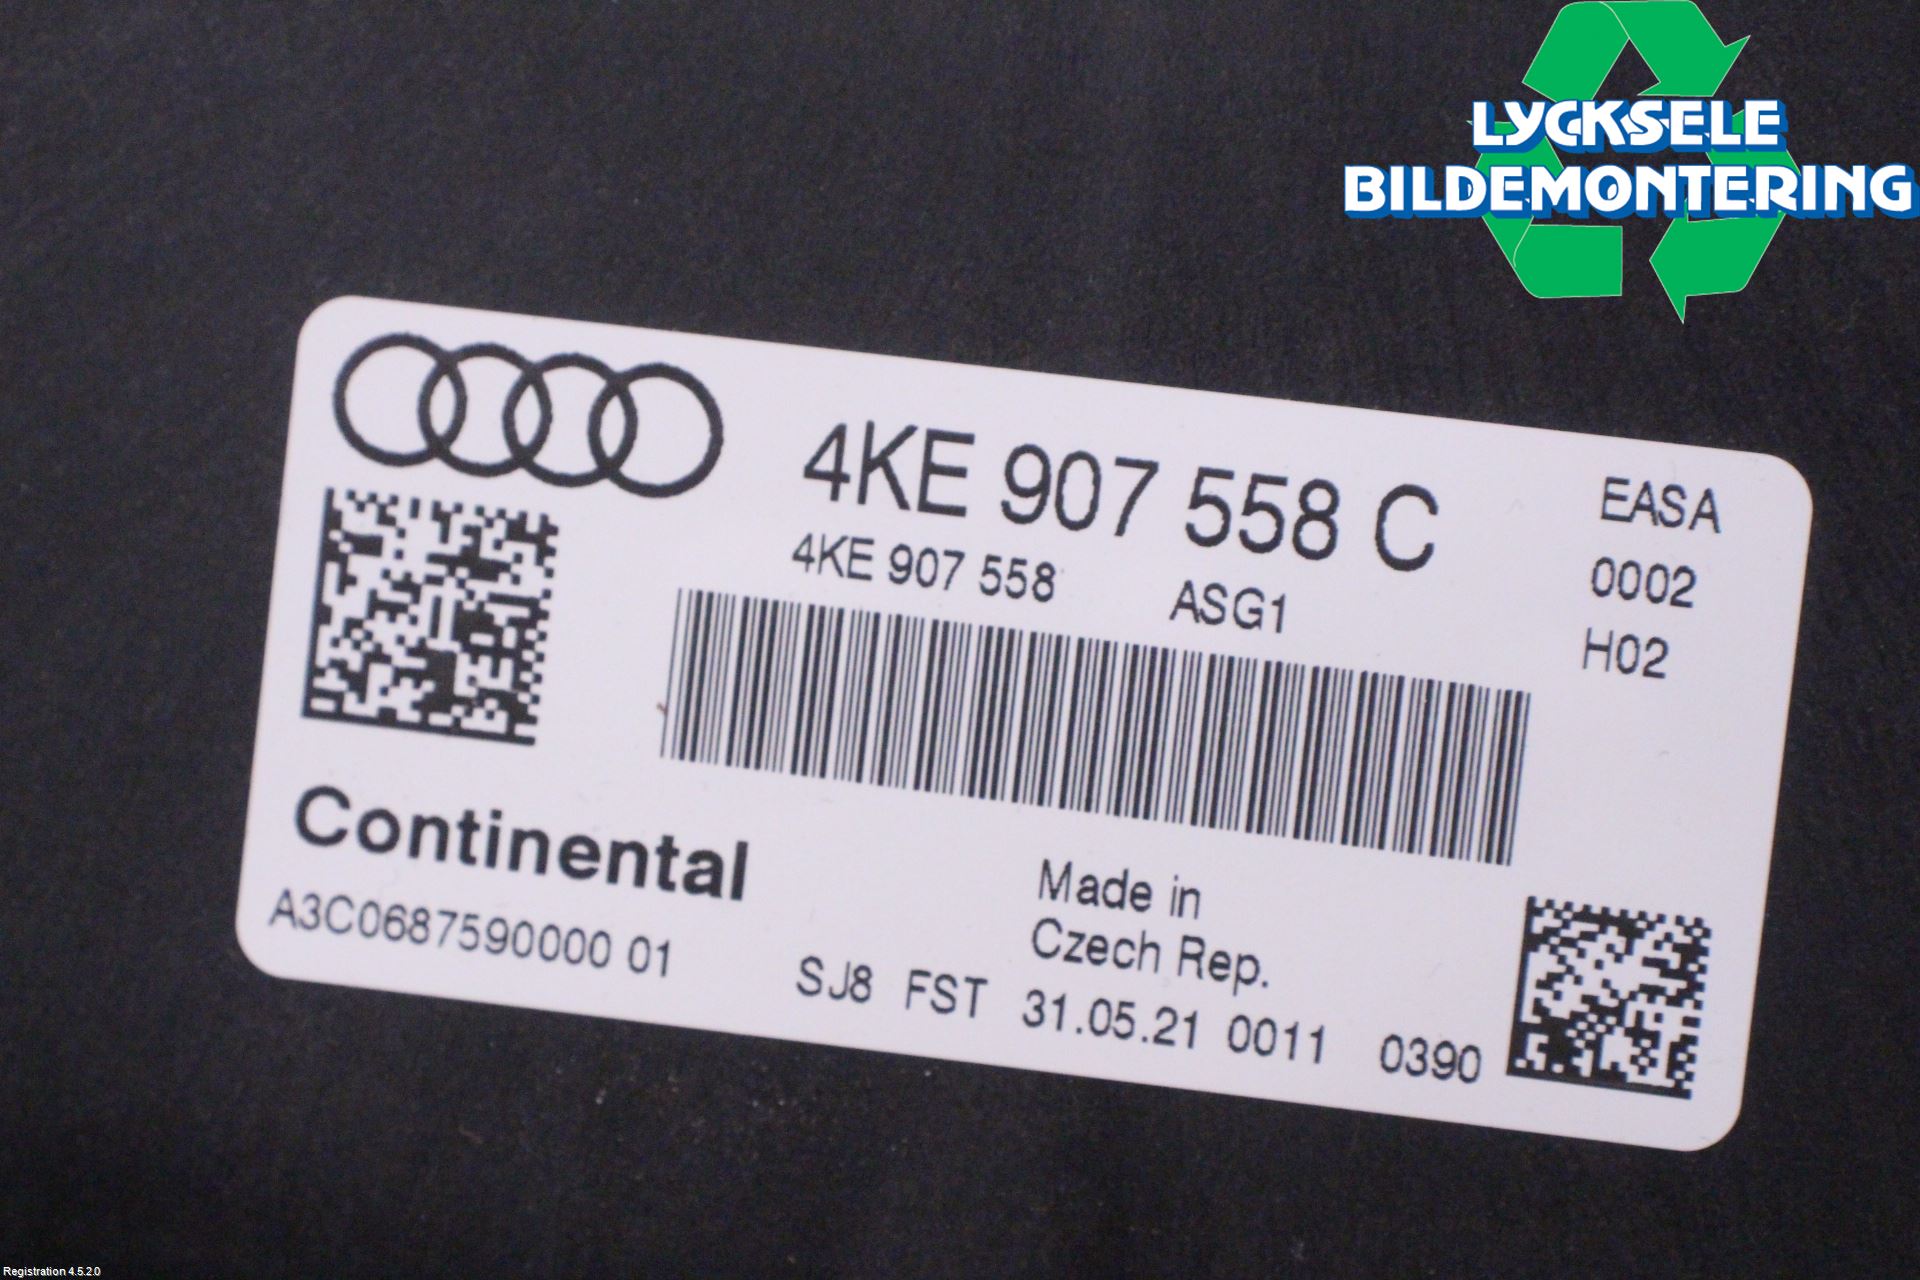 LYCKSELE
BILDEMONTERING
4KE 907 558 C
EASA
4KE 907 558
ASG1
0002
H02
Continental
A3C0687590000 01
Made in
Czech Rep.
SJ8 FST 31.05.21 0011 0390
Registration 4.5.2.0